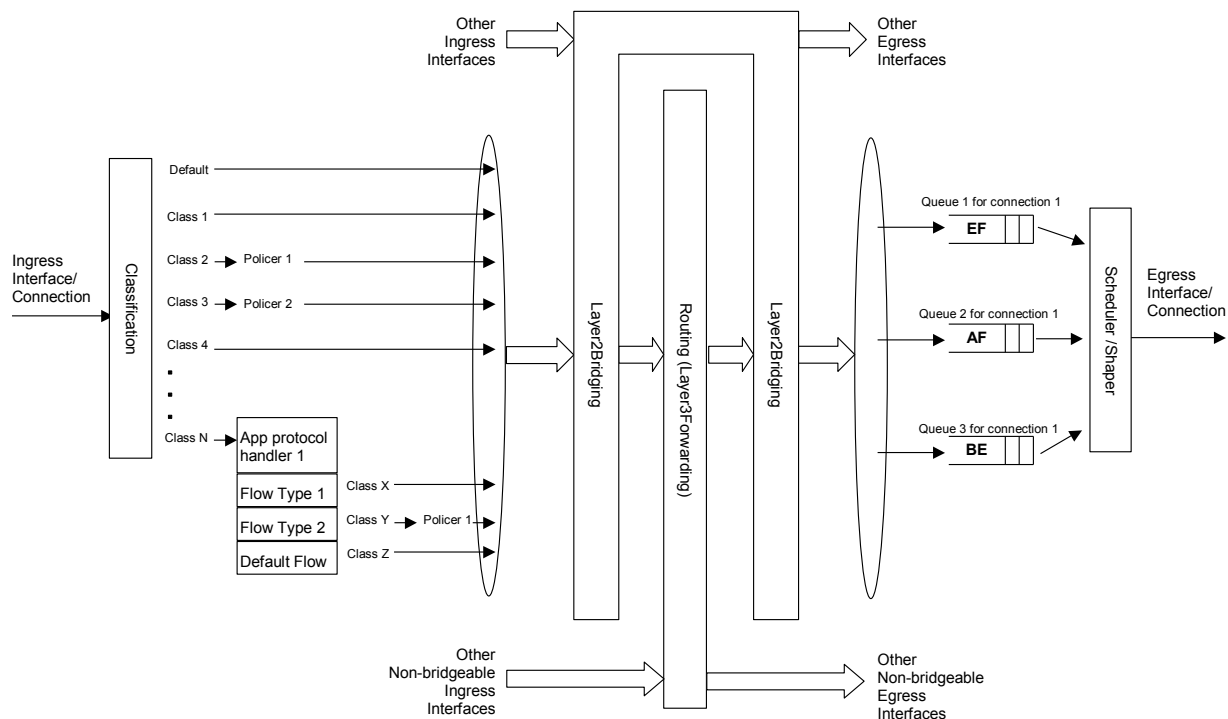 Other
Ingress
Interfaces
Other
Egress
Interfaces
Ingress
Interface/
Connection
Classification
Default
Class 1
Class 2
Policer 1
Class 3
Policer 2
Class 4
Class N
App protocol
handler 1
Flow Type 1
Class X
Flow Type 2
Class Y
Policer 1
Default Flow
Class Z
Layer2Bridging
Routing (Layer3Forwarding)
Layer2Bridging
Queue 1 for connection 1
EF
Queue 2 for connection 1
AF
Queue 3 for connection 1
BE
Scheduler /Shaper
Egress
Interface/
Connection
Other
Non-bridgeable
Ingress
Interfaces
Other
Non-bridgeable
Egress
Interfaces